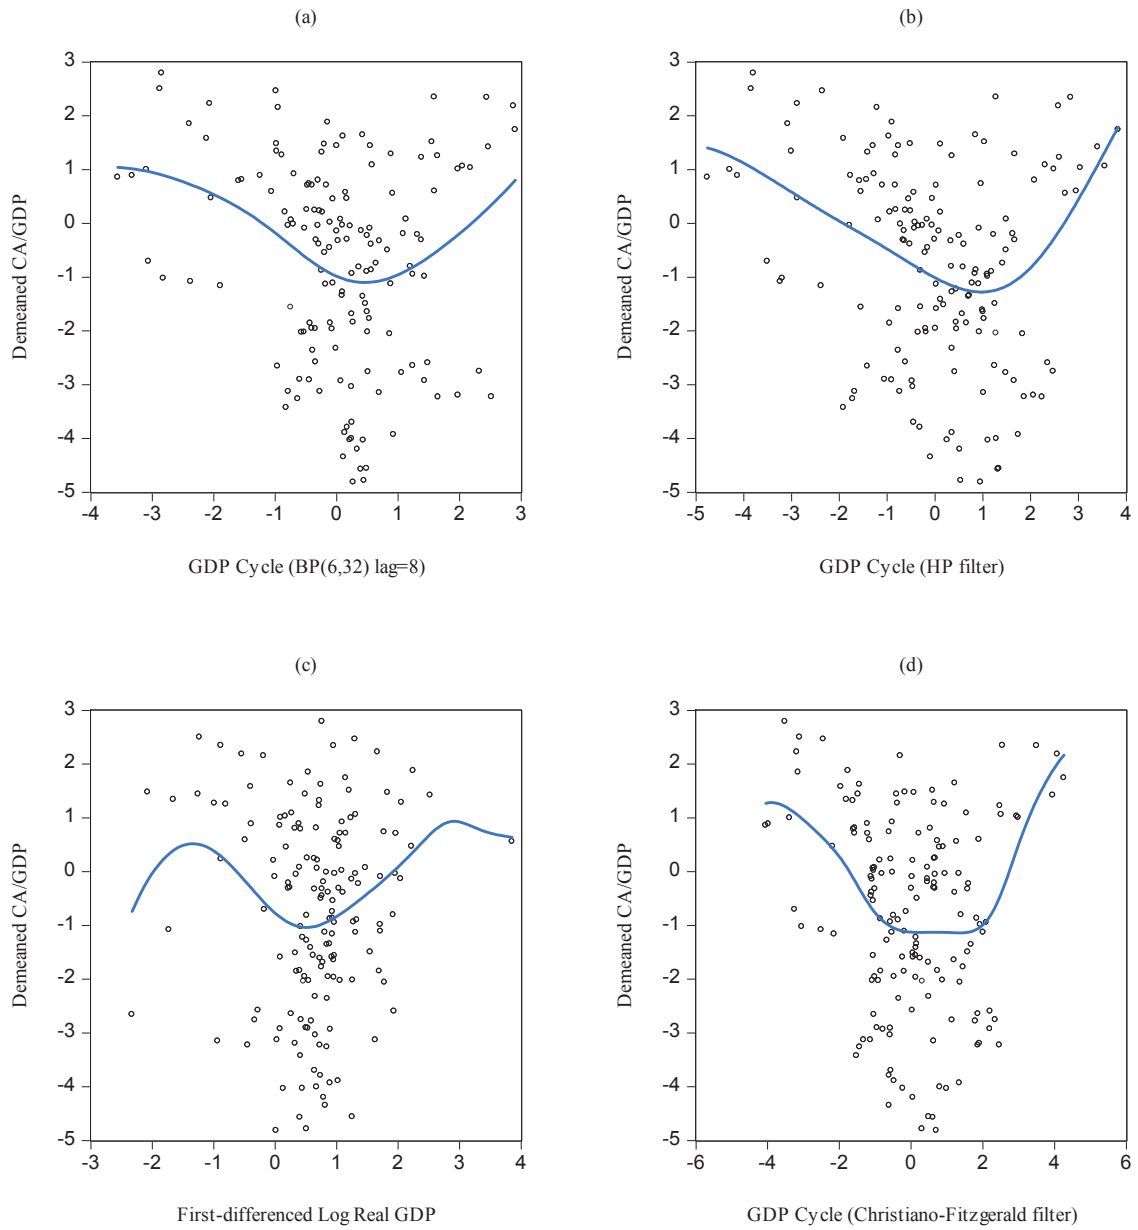 (a)
3
2
1
0
-1
-2
-3
-4
-5
Demeaned CA/GDP
-4 -3 -2 -1 0 1 2 3
GDP Cycle (BP(6,32) lag=8)
(b)
3
2
1
0
-1
-2
-3
-4
-5
Demeaned CA/GDP
-5 -4 -3 -2 -1 0 1 2 3 4
GDP Cycle (HP filter)
(c)
3
2
1
0
-1
-2
-3
-4
-5
Demeaned CA/GDP
-3 -2 -1 0 1 2 3 4
First-differenced Log Real GDP
(d)
3
2
1
0
-1
-2
-3
-4
-5
Demeaned CA/GDP
-6 -4 -2 0 2 4 6
GDP Cycle (Christiano-Fitzgerald filter)